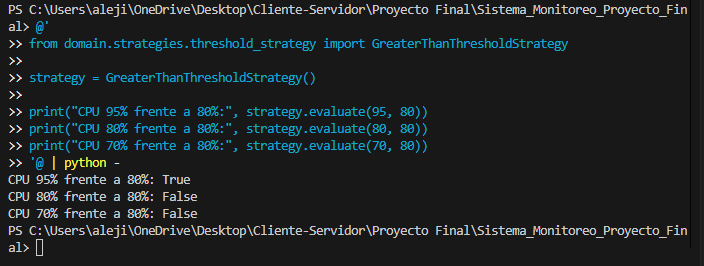 PS C:\Users\aleji\OneDrive\Desktop\Cliente-Servidor\Proyecto Final\Sistema_Monitoreo_Proyecto_Fin
al> @'
>> from domain.strategies.threshold_strategy import GreaterThanThresholdStrategy
>>
>> strategy = GreaterThanThresholdStrategy()
>>
>> print("CPU 95% frente a 80%:", strategy.evaluate(95, 80))
>> print("CPU 80% frente a 80%:", strategy.evaluate(80, 80))
>> print("CPU 70% frente a 80%:", strategy.evaluate(70, 80))
>> '@ | python -
CPU 95% frente a 80%: True
CPU 80% frente a 80%: False
CPU 70% frente a 80%: False
PS C:\Users\aleji\OneDrive\Desktop\Cliente-Servidor\Proyecto Final\Sistema_Monitoreo_Proyecto_Fin
al>